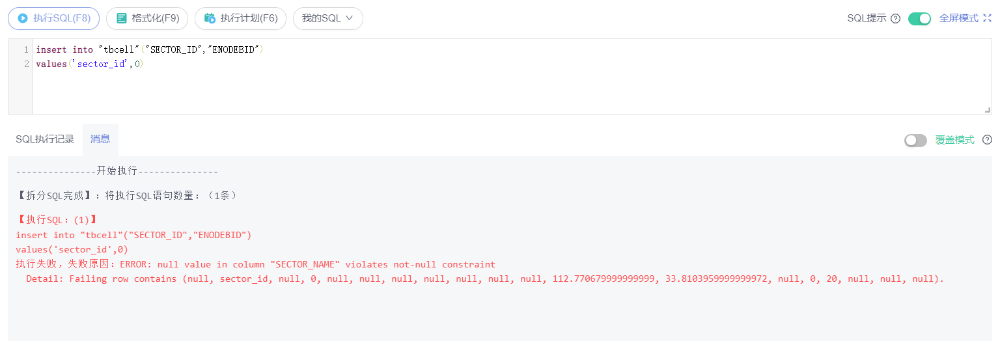 执行SQL(F8) 格式化(F9) 执行计划(F6) 我的SQL SQL提示 全屏模式
1 insert into "tbcell"("SECTOR_ID","ENODEBID")
2 values('sector_id',0)
SQL执行记录 消息 覆盖模式
---------------开始执行---------------
【拆分SQL完成】：将执行SQL语句数量：（1条）
【执行SQL：(1)】
insert into "tbcell"("SECTOR_ID","ENODEBID")
values('sector_id',0)
执行失败，失败原因：ERROR: null value in column "SECTOR_NAME" violates not-null constraint
Detail: Failing row contains (null, sector_id, null, 0, null, null, null, null, null, null, null, 112.770679999999999, 33.8103959999999972, null, 0, 20, null, null, null).